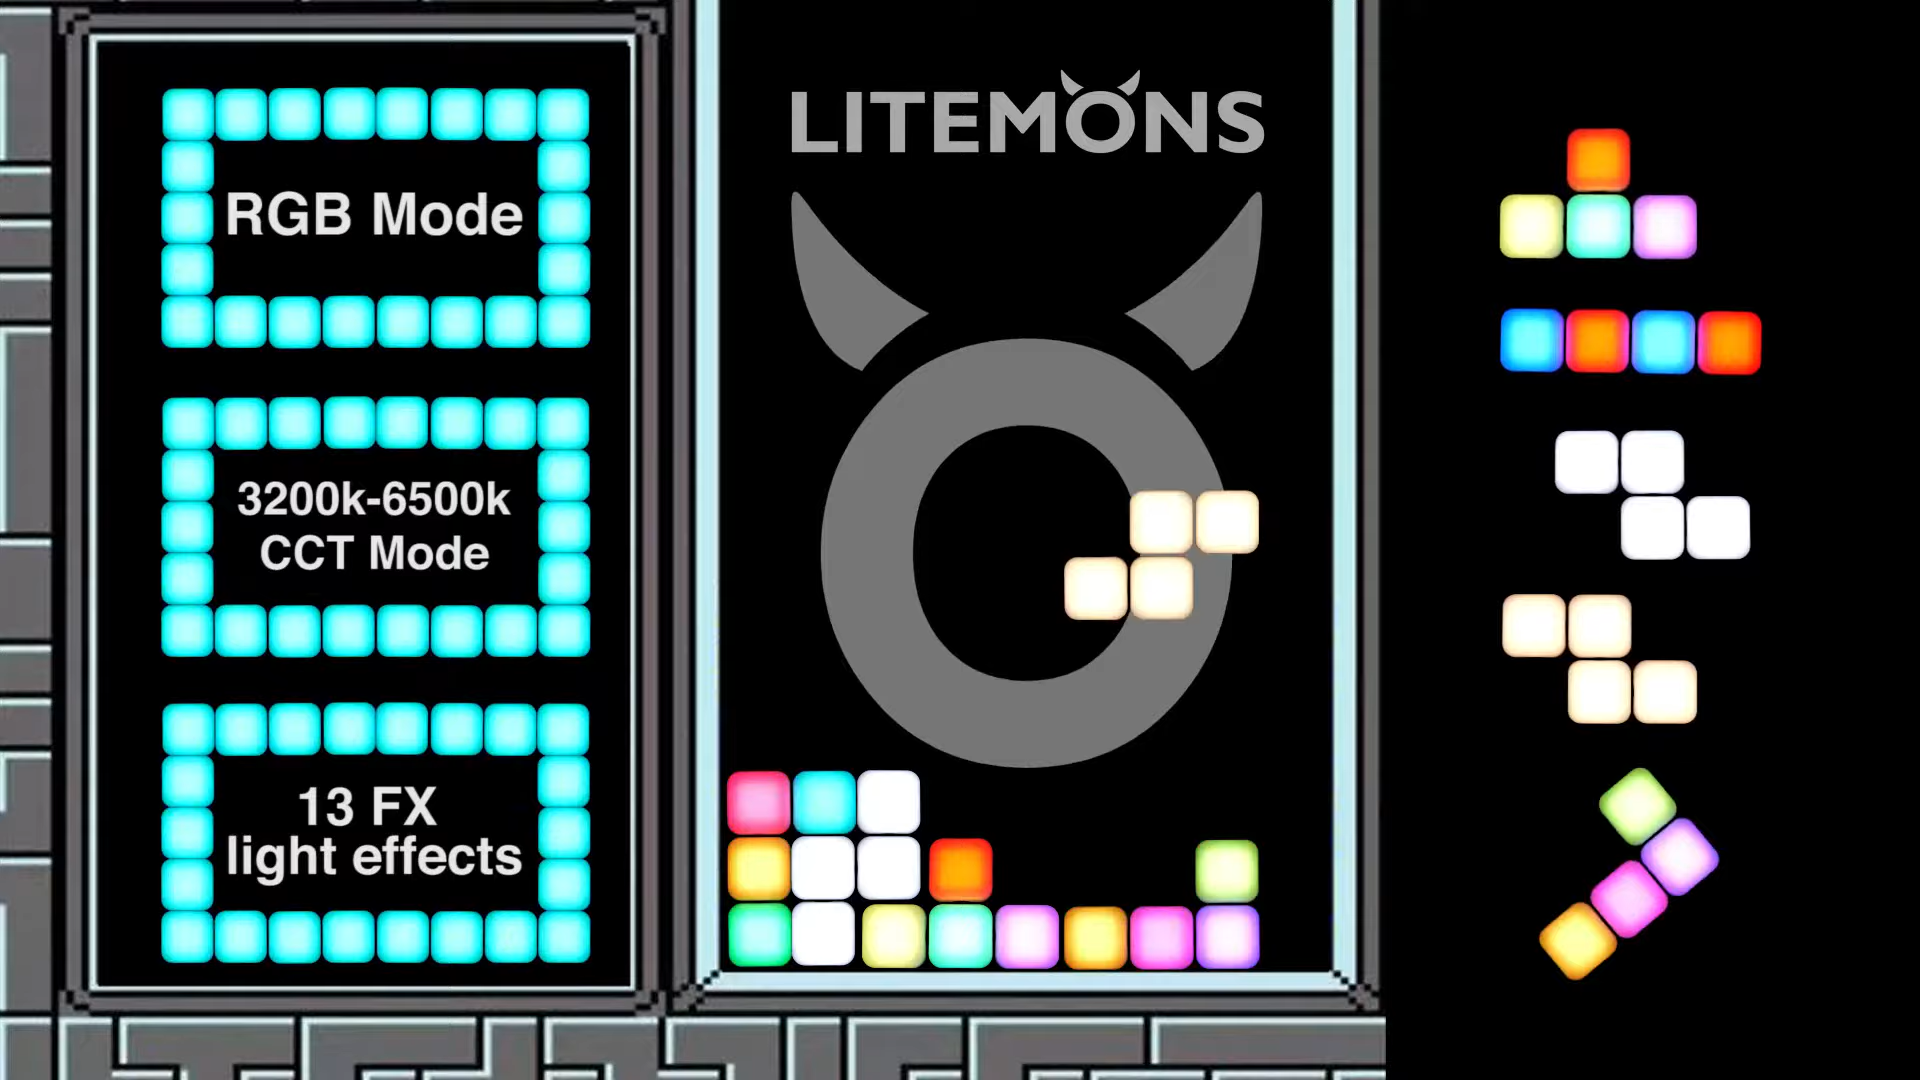 RGB Mode
3200k-6500k
CCT Mode
13 FX
light effects
LITEMONS